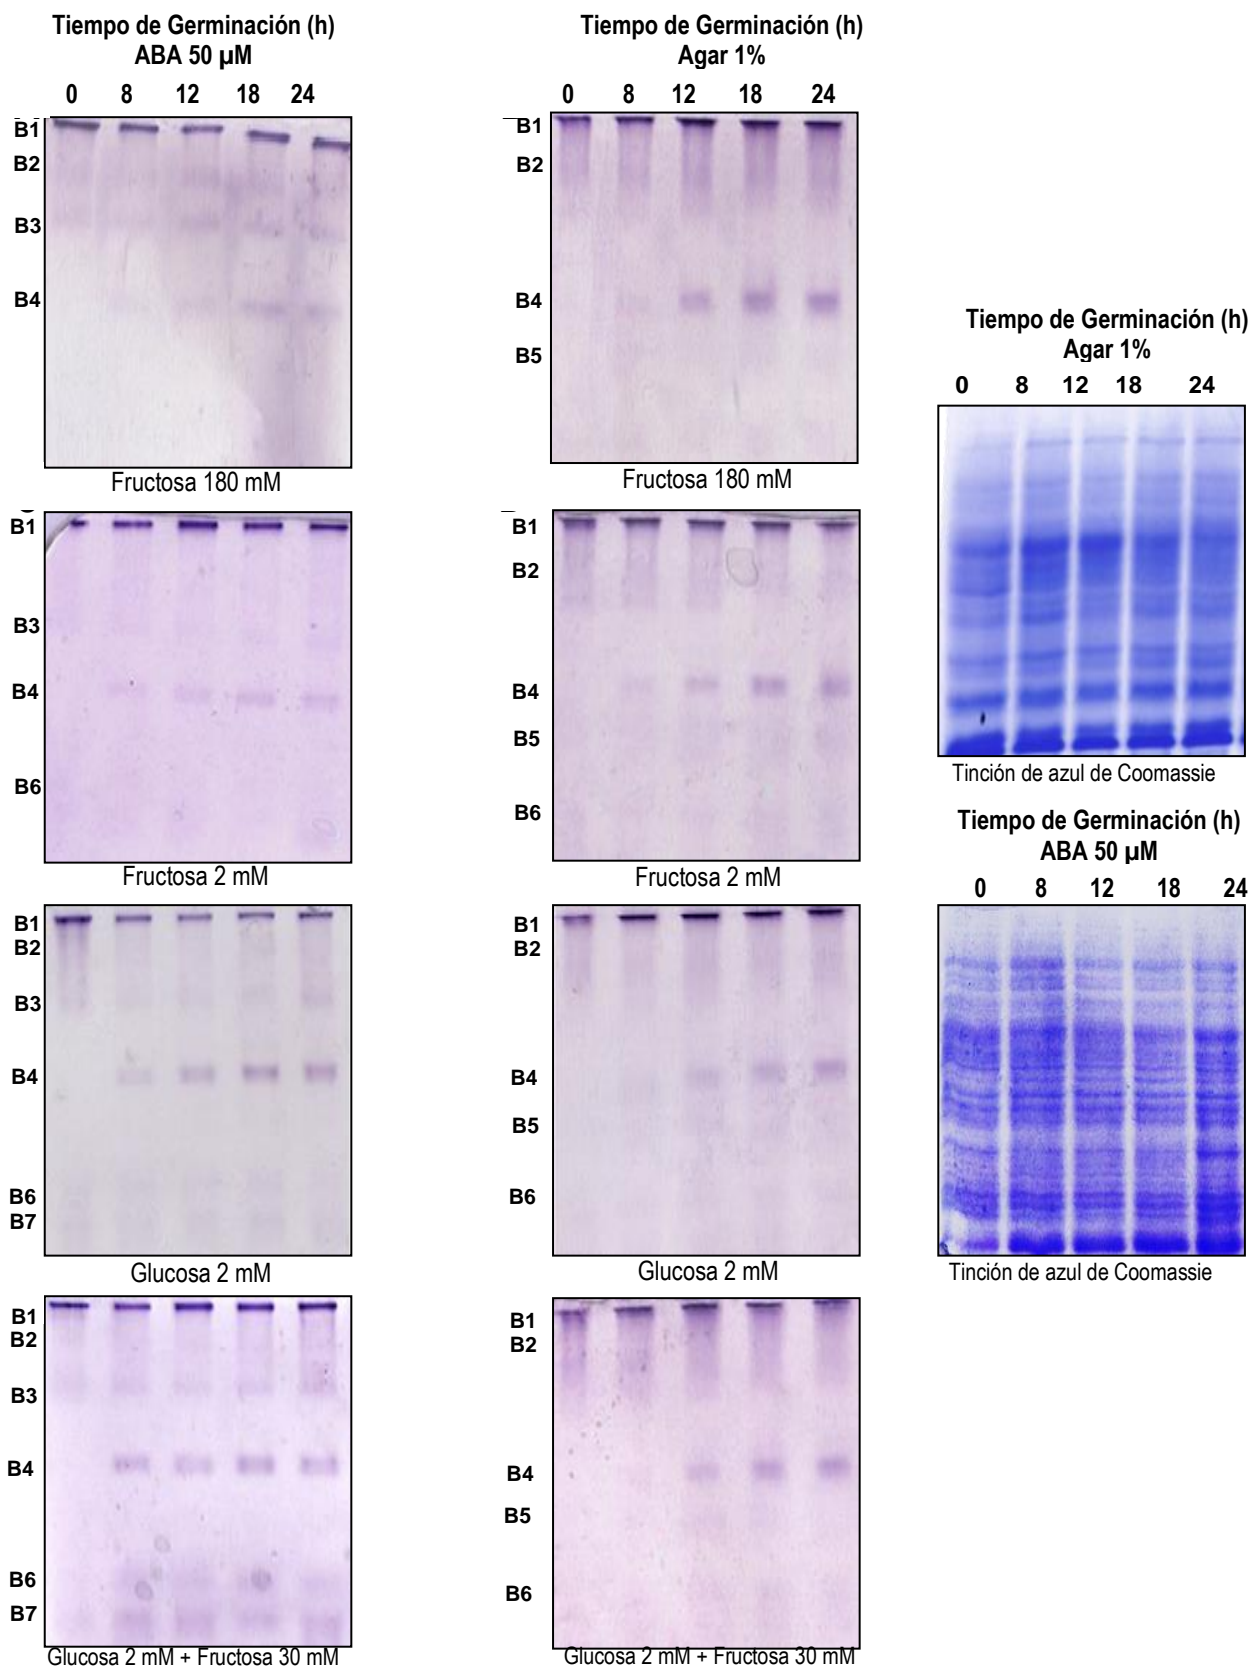 Tiempo de Germinación (h)
ABA 50 µM
0 8 12 18 24
B1
B2
B3
B4
Fructosa 180 mM
B1
B3
B4
B6
Fructosa 2 mM
B1
B2
B3
B4
B6
B7
Glucosa 2 mM
B1
B2
B3
B4
B6
B7
Glucosa 2 mM + Fructosa 30 mM
Tiempo de Germinación (h)
Agar 1%
0 8 12 18 24
B1
B2
B4
B5
Fructosa 180 mM
B1
B2
B4
B5
B6
Fructosa 2 mM
B1
B2
B4
B5
B6
Glucosa 2 mM
B1
B2
B4
B5
B6
Glucosa 2 mM + Fructosa 30 mM
Tiempo de Germinación (h)
Agar 1%
0 8 12 18 24
Tinción de azul de Coomassie
Tiempo de Germinación (h)
ABA 50 µM
0 8 12 18 24
Tinción de azul de Coomassie